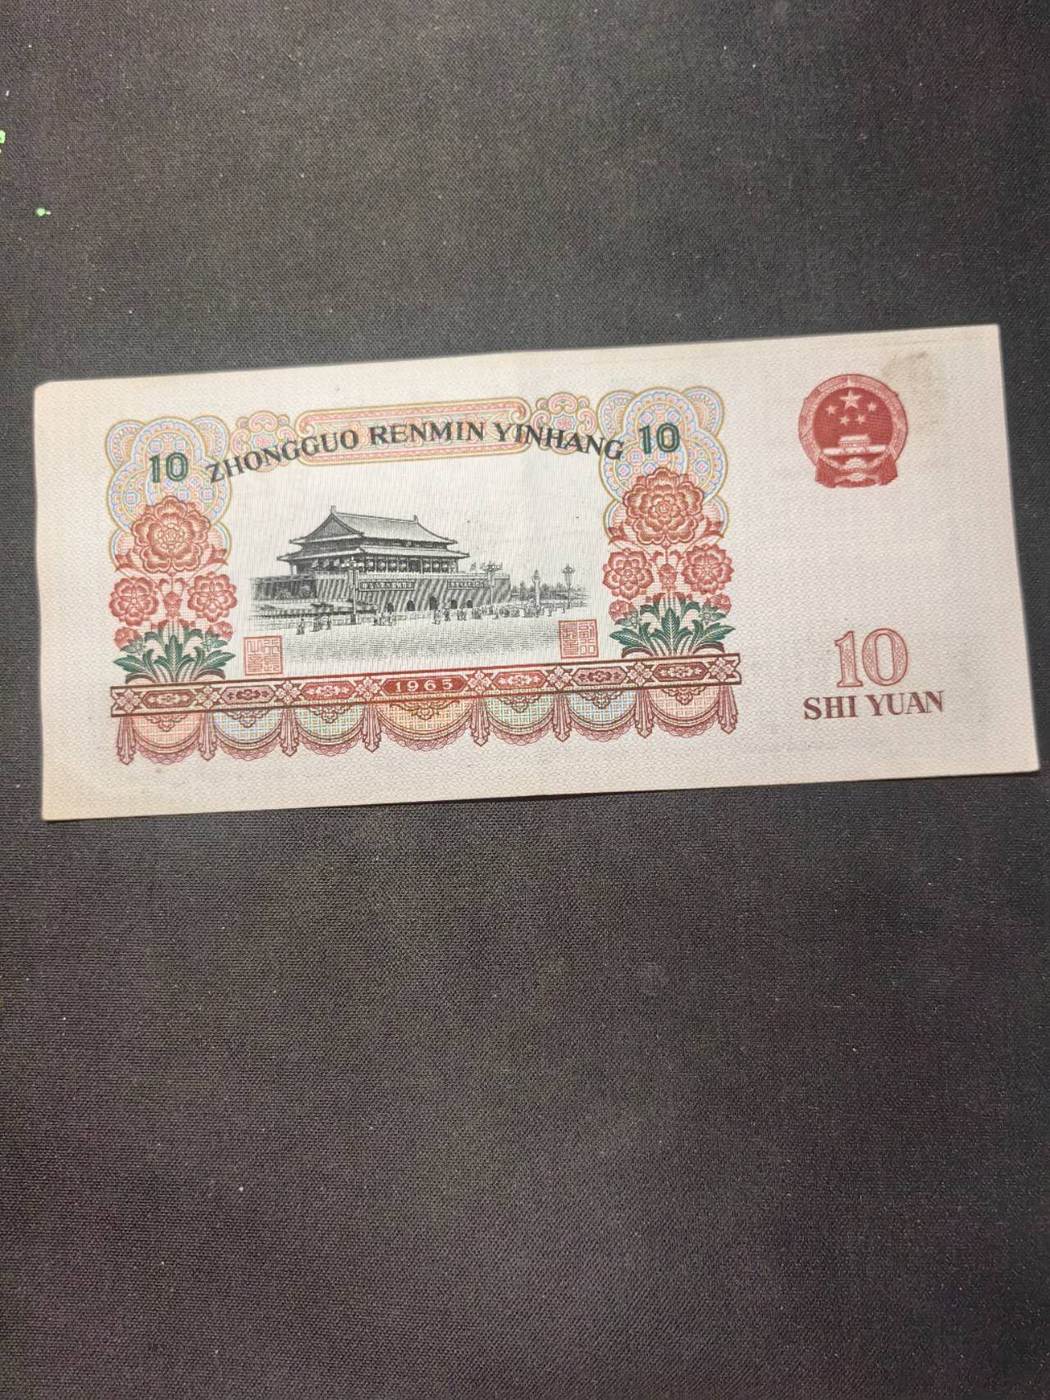 ZHONGGUO RENMIN YINHANG
10 10
1965
10
SHI YUAN